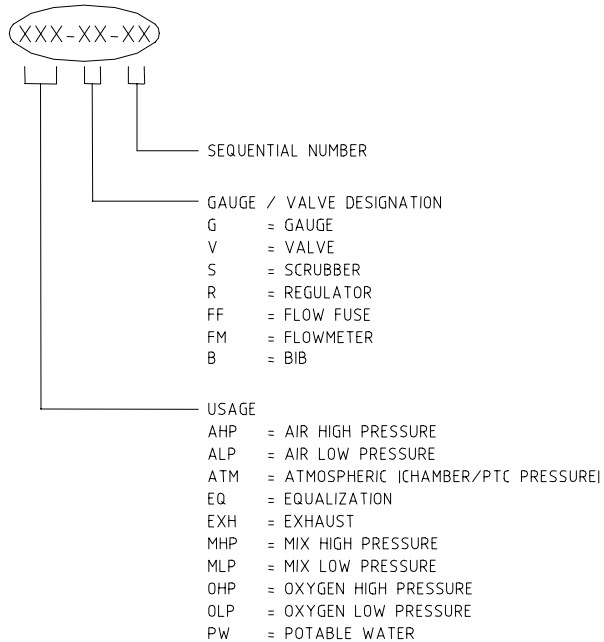 XXX-XX-XX
SEQUENTIAL NUMBER
GAUGE / VALVE DESIGNATION
G = GAUGE
V = VALVE
S = SCRUBBER
R = REGULATOR
FF = FLOW FUSE
FM = FLOWMETER
B = BIB
USAGE
AHP = AIR HIGH PRESSURE
ALP = AIR LOW PRESSURE
ATM = ATMOSPHERIC |CHAMBER/PTC PRESSURE|
EQ = EQUALIZATION
EXH = EXHAUST
MHP = MIX HIGH PRESSURE
MLP = MIX LOW PRESSURE
OHP = OXYGEN HIGH PRESSURE
OLP = OXYGEN LOW PRESSURE
PW = POTABLE WATER